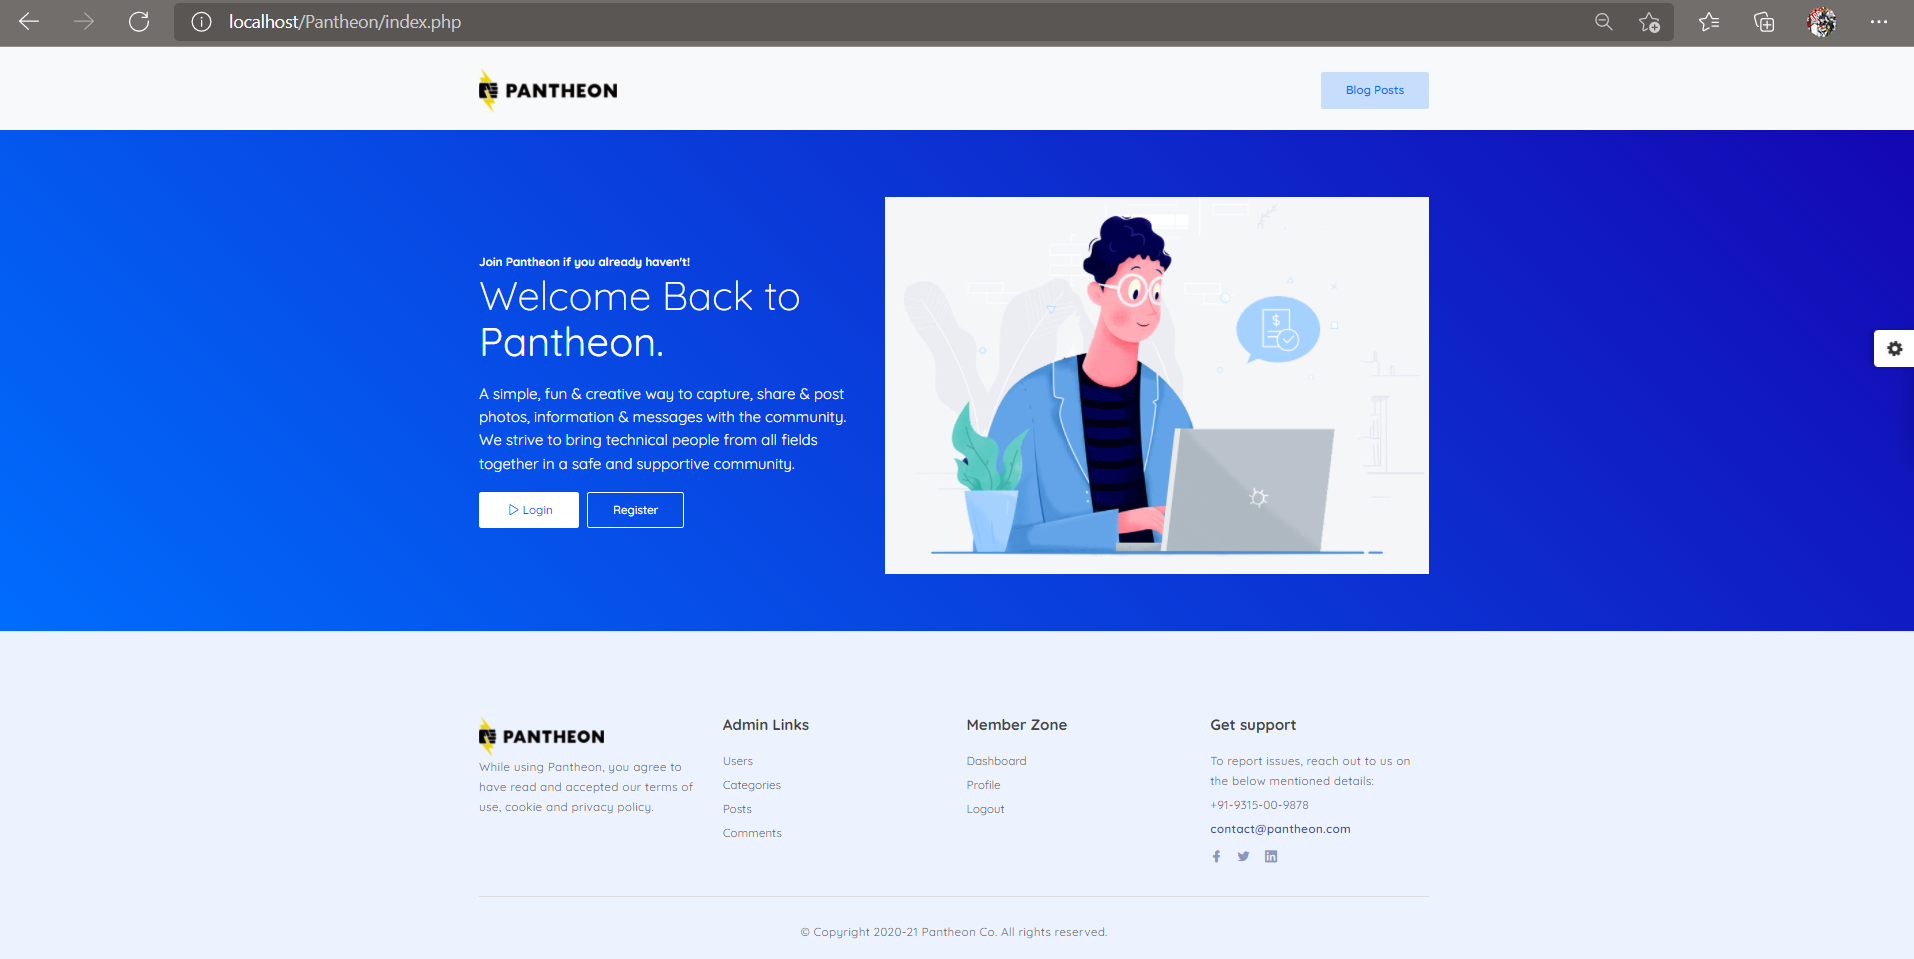 localhost/Pantheon/index.php
PANTHEON
Blog Posts
Join Pantheon if you already haven't!
Welcome Back to
Pantheon.
A simple, fun & creative way to capture, share & post
photos, information & messages with the community.
We strive to bring technical people from all fields
together in a safe and supportive community.
Login
Register
PANTHEON
While using Pantheon, you agree to
have read and accepted our terms of
use, cookie and privacy policy.
Admin Links
Users
Categories
Posts
Comments
Member Zone
Dashboard
Profile
Logout
Get support
To report issues, reach out to us on
the below mentioned details:
+91-9315-00-9878
contact@pantheon.com
© Copyright 2020-21 Pantheon Co. All rights reserved.